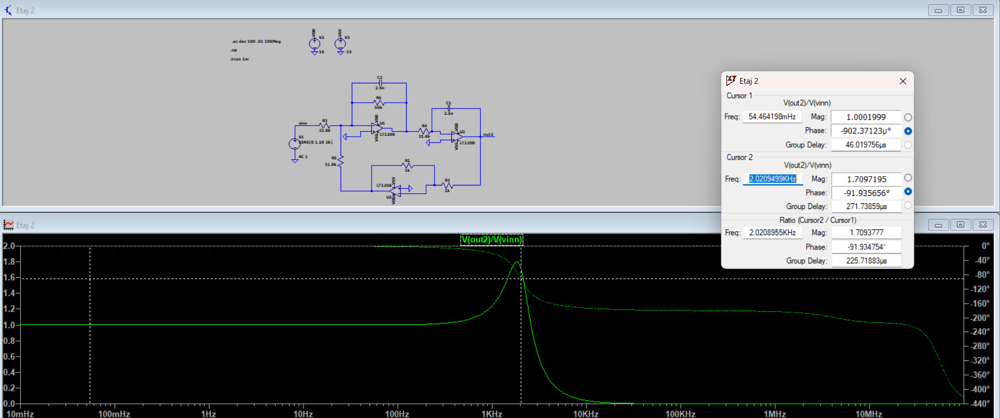 Etaj 2
.ac dec 100 .01 100Meg
.op
;tran 1m
VDD
V2
15
VSS
V3
-15
C2
2.5n
R6
55k
C1
2.5n
vinn
R3
31.8k
VDD
U1
LT1208
VSS
R4
31.8k
VDD
U2
LT1208
VSS
out2
V1
SINE(0 1.19 2k)
AC 1
R5
31.8k
R1
1k
R2
1k
LT1208
VSS
U3
VDD
Etaj 2
Cursor 1
V(out2)/V(vinn)
Freq: 54.464198mHz Mag: 1.0001999
Phase: -902.37123µ°
Group Delay: 46.019756µs
Cursor 2
V(out2)/V(vinn)
Freq: 2.0209499KHz Mag: 1.7097195
Phase: -91.935656°
Group Delay: 271.73859µs
Ratio (Cursor2 / Cursor1)
Freq: 2.0208955KHz Mag: 1.7093777
Phase: -91.934754°
Group Delay: 225.71883µs
Etaj 2
V(out2)/V(vinn)
2.0
1.8
1.6
1.4
1.2
1.0
0.8
0.6
0.4
0.2
0.0
0°
-40°
-80°
-120°
-160°
-200°
-240°
-280°
-320°
-360°
-400°
-440°
10mHz 100mHz 1Hz 10Hz 100Hz 1KHz 10KHz 100KHz 1MHz 10MHz